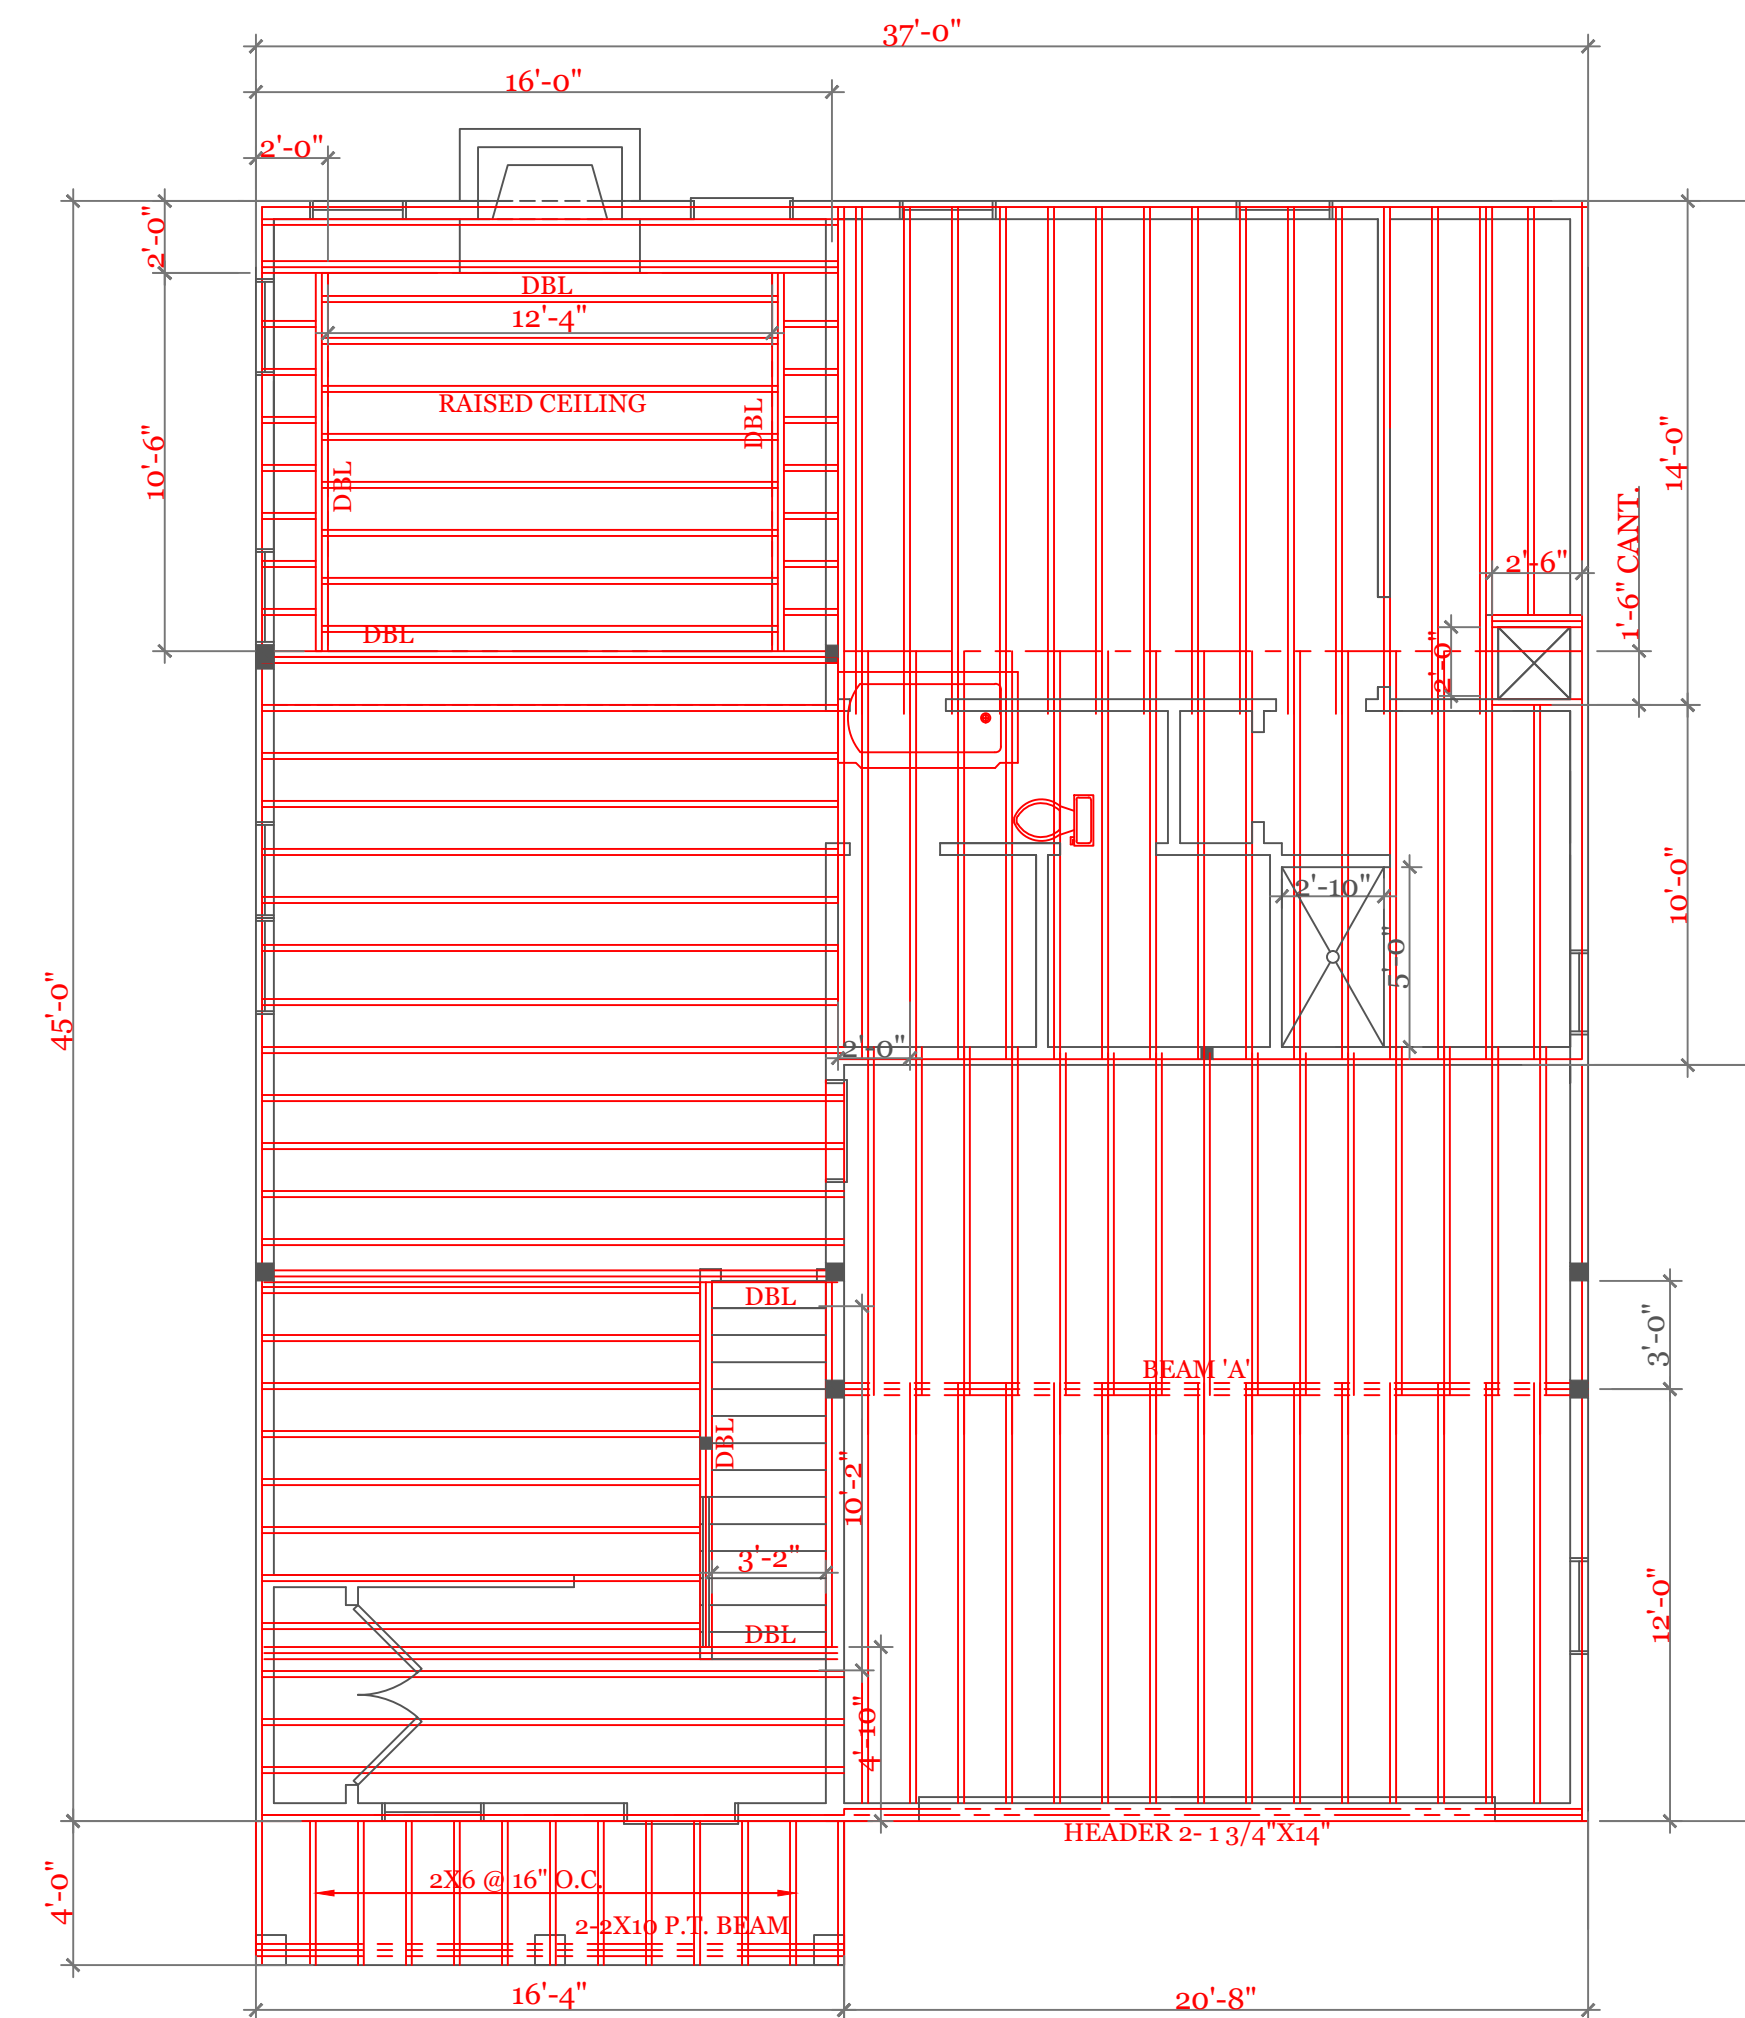 37'-0"
16'-0"
2'-0"
2'-0"
DBL
12'-4"
RAISED CEILING
DBL
DBL
10'-6"
14'-0"
1'-6" CANT.
2'-6"
2'-0"
DBL
10'-0"
2'-10"
5'-0"
45'-0"
2'-0"
DBL
3'-0"
BEAM 'A'
DBL
10'-2"
3'-2"
12'-0"
DBL
4'-10"
HEADER 2- 1 3/4"X14"
2X6 @ 16" O.C.
4'-0"
2-2X10 P.T. BEAM
16'-4"
20'-8"